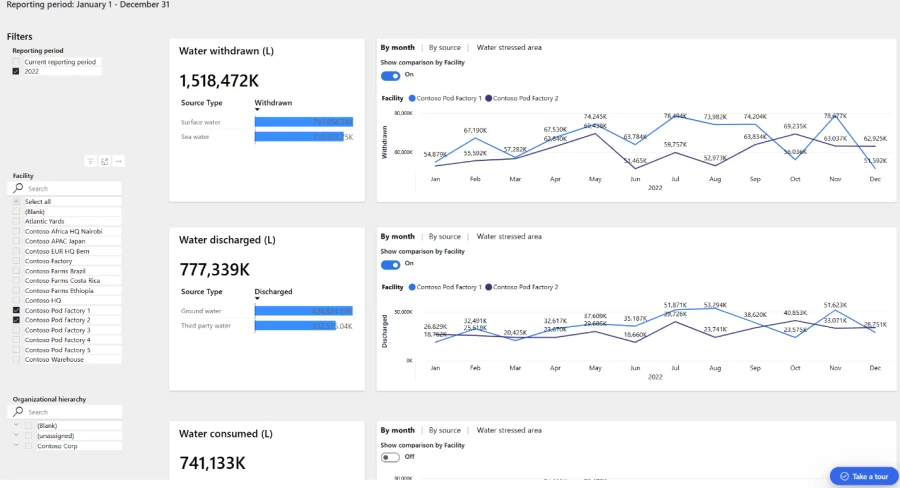 Reporting period: January 1 - December 31
Filters
Reporting period
Current reporting period
2022
Facility
Search
Select all
(Blank)
Atlantic Yards
Contoso Africa HQ Nairobi
Contoso APAC Japan
Contoso EUR HQ Bern
Contoso Factory
Contoso Farms Brazil
Contoso Farms Costa Rica
Contoso Farms Ethiopia
Contoso HQ
Contoso Pod Factory 1
Contoso Pod Factory 2
Contoso Pod Factory 3
Contoso Pod Factory 4
Contoso Pod Factory 5
Contoso Warehouse
Organizational hierarchy
Search
(Blank)
(unassigned)
Contoso Corp
Water withdrawn (L)
1,518,472K
Source Type Withdrawn
Surface water
Sea water
By month | By source | Water stressed area
Show comparison by Facility
On
Facility Contoso Pod Factory 1 Contoso Pod Factory 2
Withdrawn
80,000K
60,000K
54,879K 67,190K 57,282K 67,530K 74,245K 63,784K 78,494K 73,982K 74,204K 69,235K 78,677K 62,925K
55,592K 62,840K 69,438K 51,465K 59,757K 52,973K 63,834K 56,036K 63,037K 51,592K
Jan Feb Mar Apr May Jun Jul Aug Sep Oct Nov Dec
2022
Water discharged (L)
777,339K
Source Type Discharged
Ground water
Third party water
By month | By source | Water stressed area
Show comparison by Facility
On
Facility Contoso Pod Factory 1 Contoso Pod Factory 2
Discharged
50,000K
0K
26,829K 32,491K 20,425K 32,617K 37,609K 35,187K 51,871K 53,294K 38,620K 40,853K 51,623K 28,751K
18,762K 25,618K 23,670K 29,605K 18,660K 39,726K 23,741K 23,575K 33,071K
Jan Feb Mar Apr May Jun Jul Aug Sep Oct Nov Dec
2022
Water consumed (L)
741,133K
By month | By source | Water stressed area
Show comparison by Facility
Off
60,000K
Take a tour